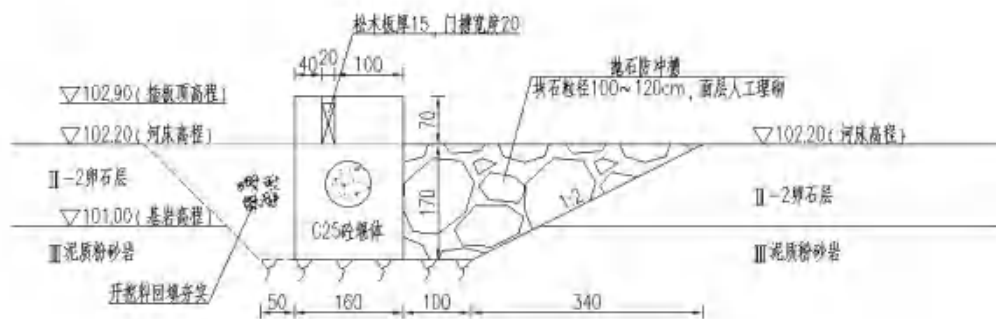 松木板厚15, 门槽宽度20
40 20 100
抛石防冲槽
块石粒径100~120cm, 面层人工理砌
▽102.90(插板顶高程)
▽102.20(河床高程)
70
▽102.20(河床高程)
Ⅱ-2卵石层
170
1:2
Ⅱ-2卵石层
▽101.00(基岩高程)
C25砼堰体
Ⅲ泥质粉砂岩
Ⅲ泥质粉砂岩
开挖料回填夯实
50 160 100 340